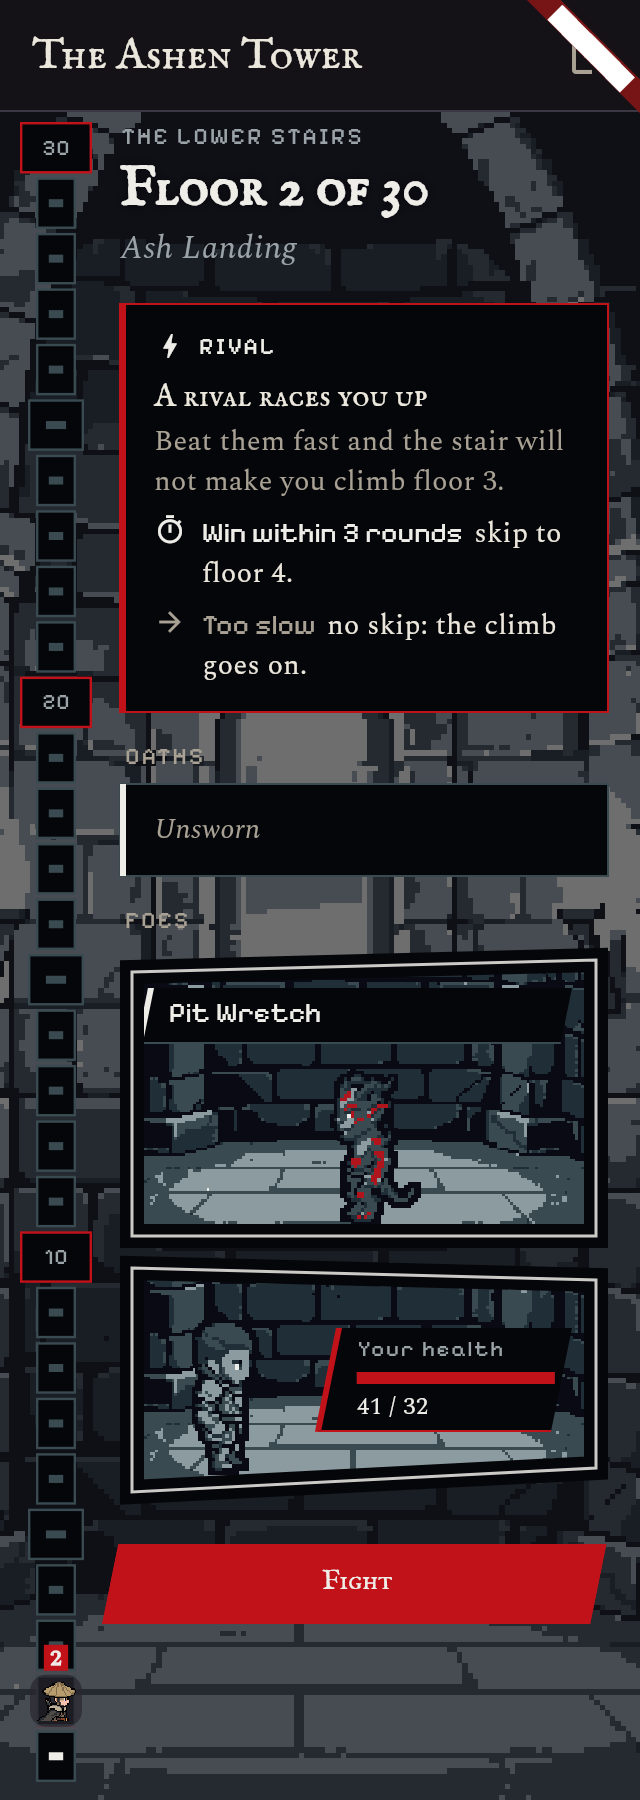 The Ashen Tower
30
THE LOWER STAIRS
Floor 2 of 30
Ash Landing
RIVAL
A rival races you up
Beat them fast and the stair will
not make you climb floor 3.
Win within 3 rounds skip to
floor 4.
Too slow no skip: the climb
goes on.
20
OATHS
Unsworn
FOES
Pit Wretch
10
Your health
41 / 32
Fight
2